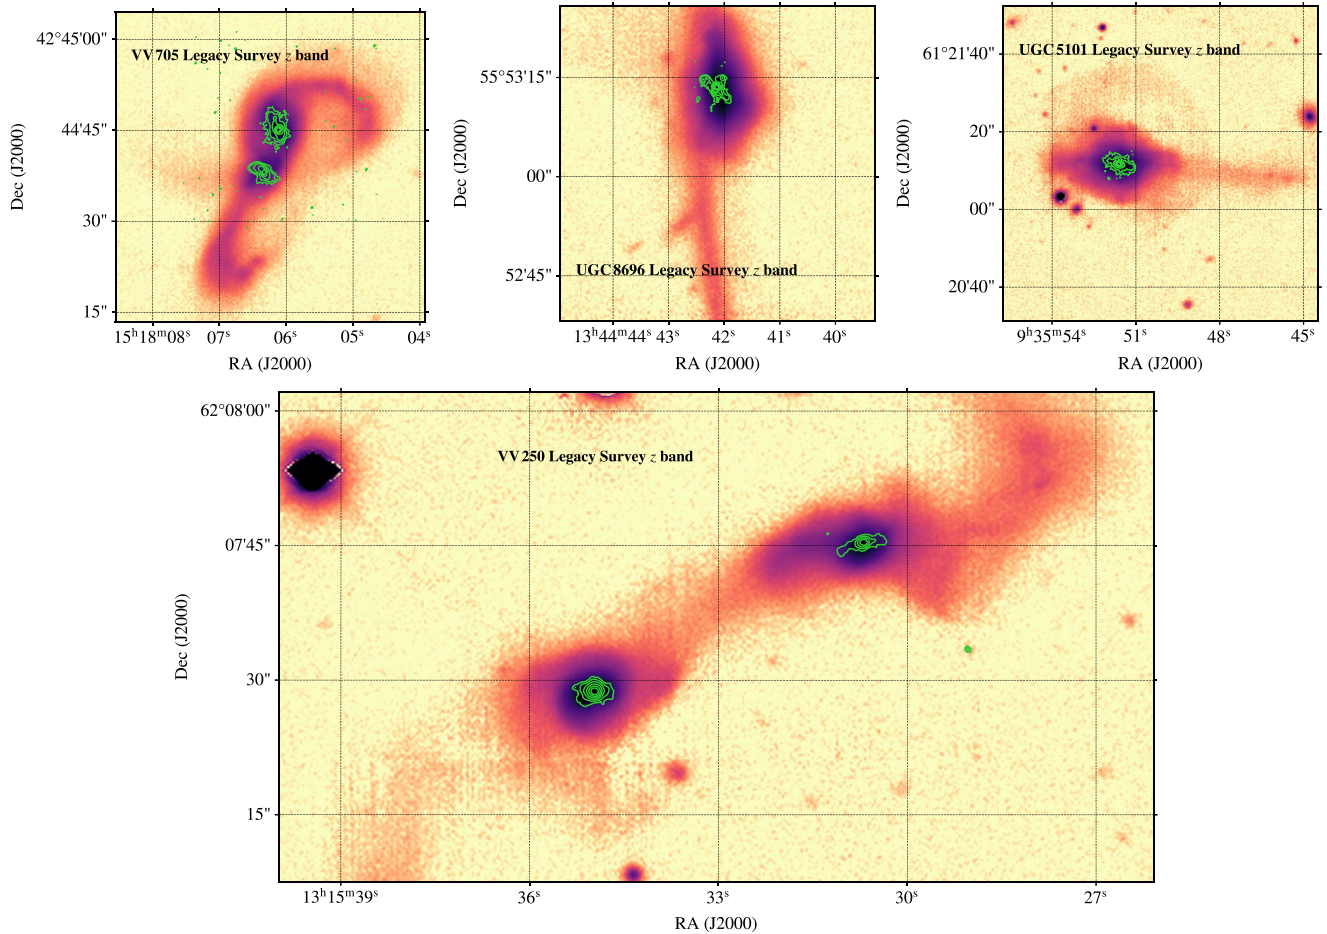 VV 705 Legacy Survey z band
42°45'00"
44'45"
30"
15"
Dec (J2000)
15ʰ18ᵐ08ˢ 07ˢ 06ˢ 05ˢ 04ˢ
RA (J2000)
UGC 8696 Legacy Survey z band
55°53'15"
00"
52'45"
Dec (J2000)
13ʰ44ᵐ44ˢ 43ˢ 42ˢ 41ˢ 40ˢ
RA (J2000)
UGC 5101 Legacy Survey z band
61°21'40"
20"
00"
20'40"
Dec (J2000)
9ʰ35ᵐ54ˢ 51ˢ 48ˢ 45ˢ
RA (J2000)
VV 250 Legacy Survey z band
62°08'00"
07'45"
30"
15"
Dec (J2000)
13ʰ15ᵐ39ˢ 36ˢ 33ˢ 30ˢ 27ˢ
RA (J2000)